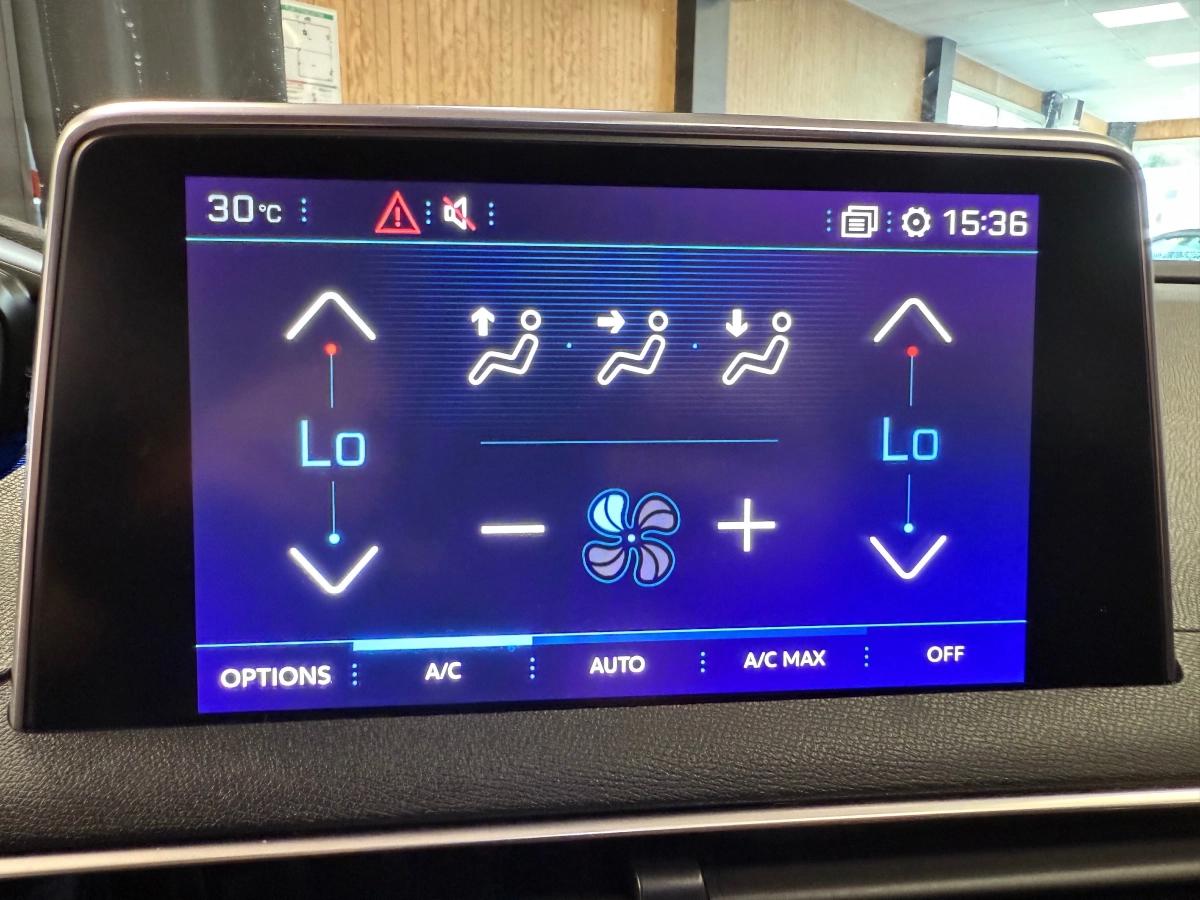 30°C 15:36
Lo Lo
OPTIONS A/C AUTO A/C MAX OFF